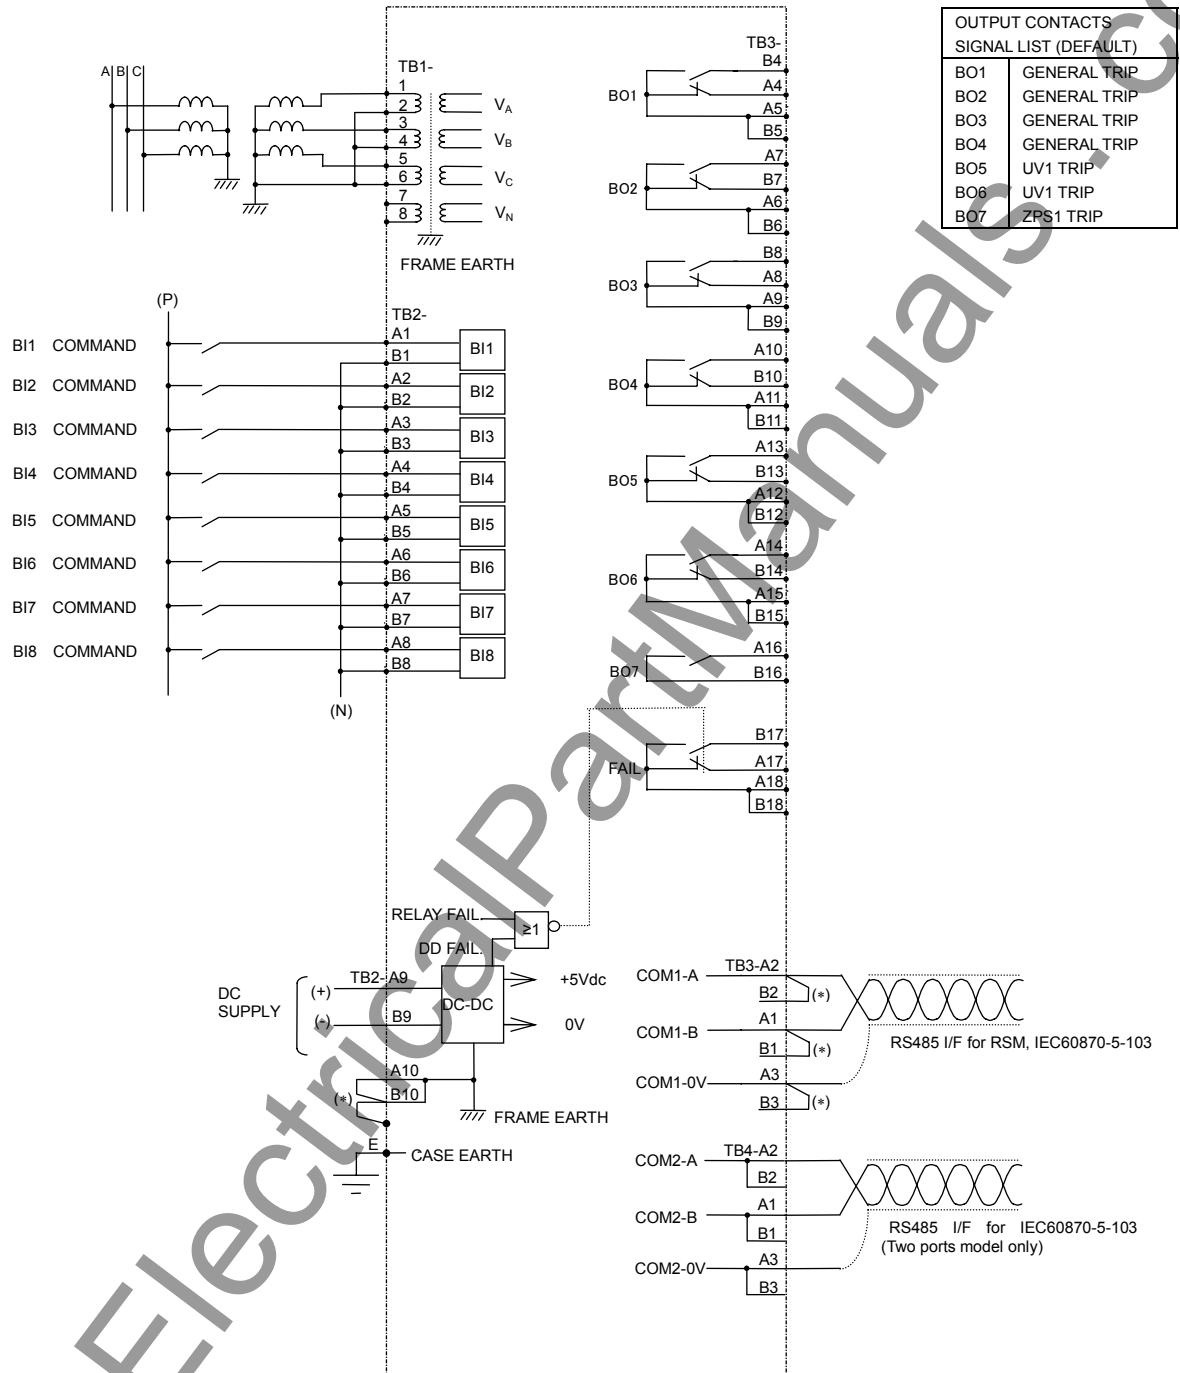 OUTPUT CONTACTS
SIGNAL LIST (DEFAULT)
BO1 GENERAL TRIP
BO2 GENERAL TRIP
BO3 GENERAL TRIP
BO4 GENERAL TRIP
BO5 UV1 TRIP
BO6 UV1 TRIP
BO7 ZPS1 TRIP
A B C
TB1-
1
2
3
4
5
6
7
8
VA
VB
VC
VN
FRAME EARTH
(P)
TB2-
BI1 COMMAND
A1
B1
BI1
BI2 COMMAND
A2
B2
BI2
BI3 COMMAND
A3
B3
BI3
BI4 COMMAND
A4
B4
BI4
BI5 COMMAND
A5
B5
BI5
BI6 COMMAND
A6
B6
BI6
BI7 COMMAND
A7
B7
BI7
BI8 COMMAND
A8
B8
BI8
(N)
TB3-
BO1
B4
A4
A5
B5
BO2
A7
B7
A6
B6
BO3
B8
A8
A9
B9
BO4
A10
B10
A11
B11
BO5
A13
B13
A12
B12
BO6
A14
B14
A15
B15
BO7
A16
B16
FAIL
B17
A17
A18
B18
RELAY FAIL.
≥1
DD FAIL.
DC
SUPPLY
(+)
(-)
TB2- A9
B9
DC-DC
+5Vdc
0V
A10
(∗) B10
FRAME EARTH
E
CASE EARTH
COM1-A TB3-A2
B2 (∗)
COM1-B A1
B1 (∗)
COM1-0V A3
B3 (∗)
RS485 I/F for RSM, IEC60870-5-103
COM2-A TB4-A2
B2
COM2-B A1
B1
COM2-0V A3
B3
RS485 I/F for IEC60870-5-103
(Two ports model only)
ElectricalPartManuals . co